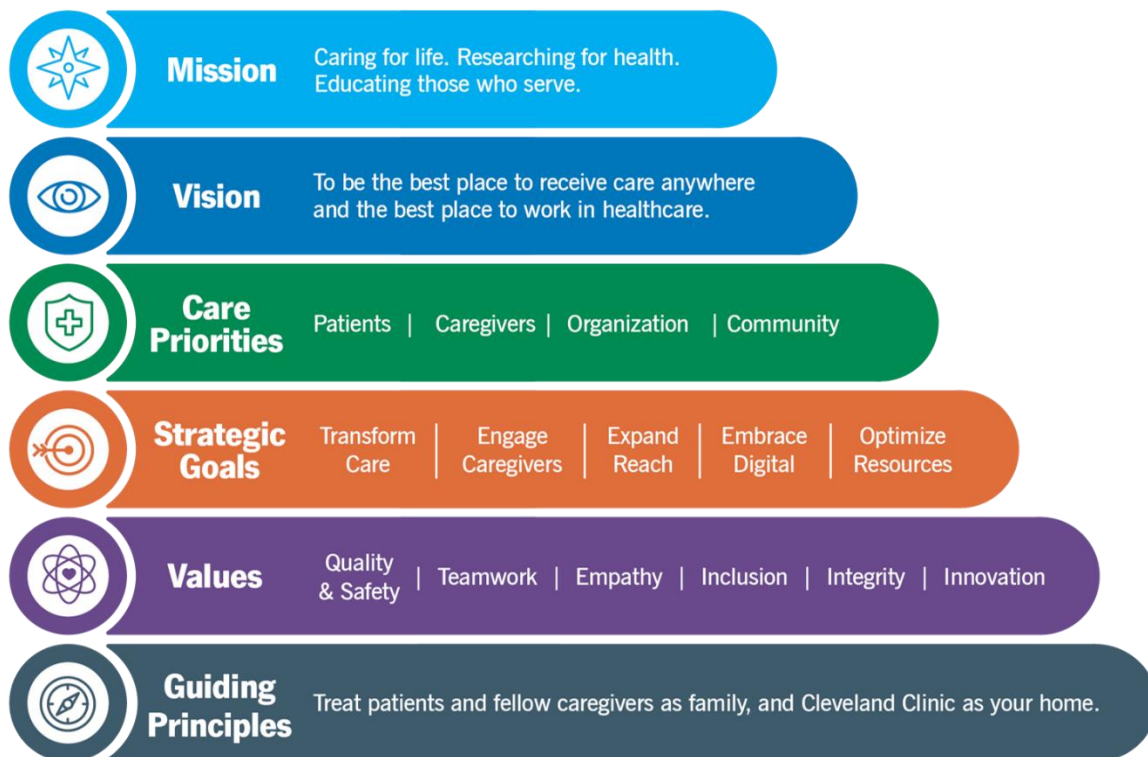 Mission
Caring for life. Researching for health.
Educating those who serve.
Vision
To be the best place to receive care anywhere
and the best place to work in healthcare.
Care
Priorities
Patients | Caregivers | Organization | Community
Strategic
Goals
Transform
Care
Engage
Caregivers
Expand
Reach
Embrace
Digital
Optimize
Resources
Values
Quality
& Safety
| Teamwork | Empathy | Inclusion | Integrity | Innovation
Guiding
Principles
Treat patients and fellow caregivers as family, and Cleveland Clinic as your home.